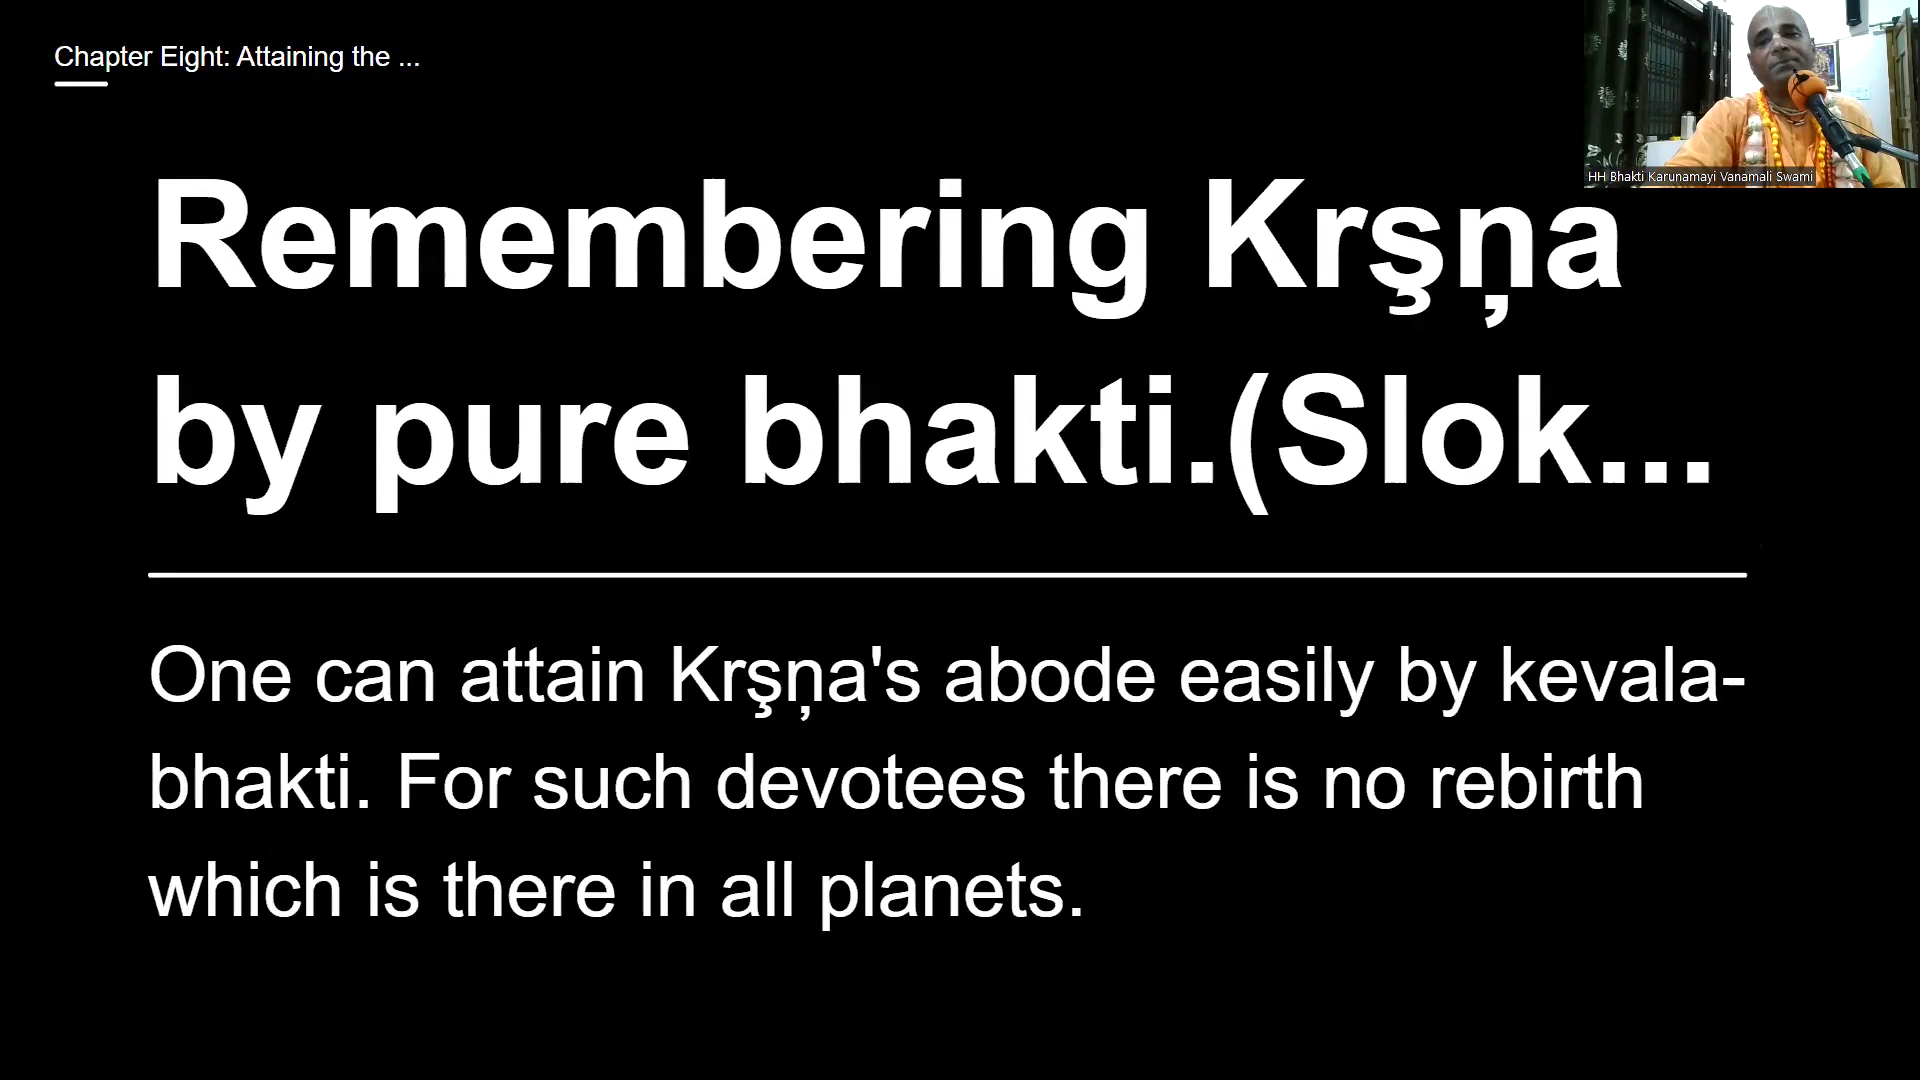 Chapter Eight: Attaining the ...
HH Bhakti Karunamayi Vanamali Swami
Remembering Krşņa
by pure bhakti.(Slok...
One can attain Krşņa's abode easily by kevala-
bhakti. For such devotees there is no rebirth
which is there in all planets.